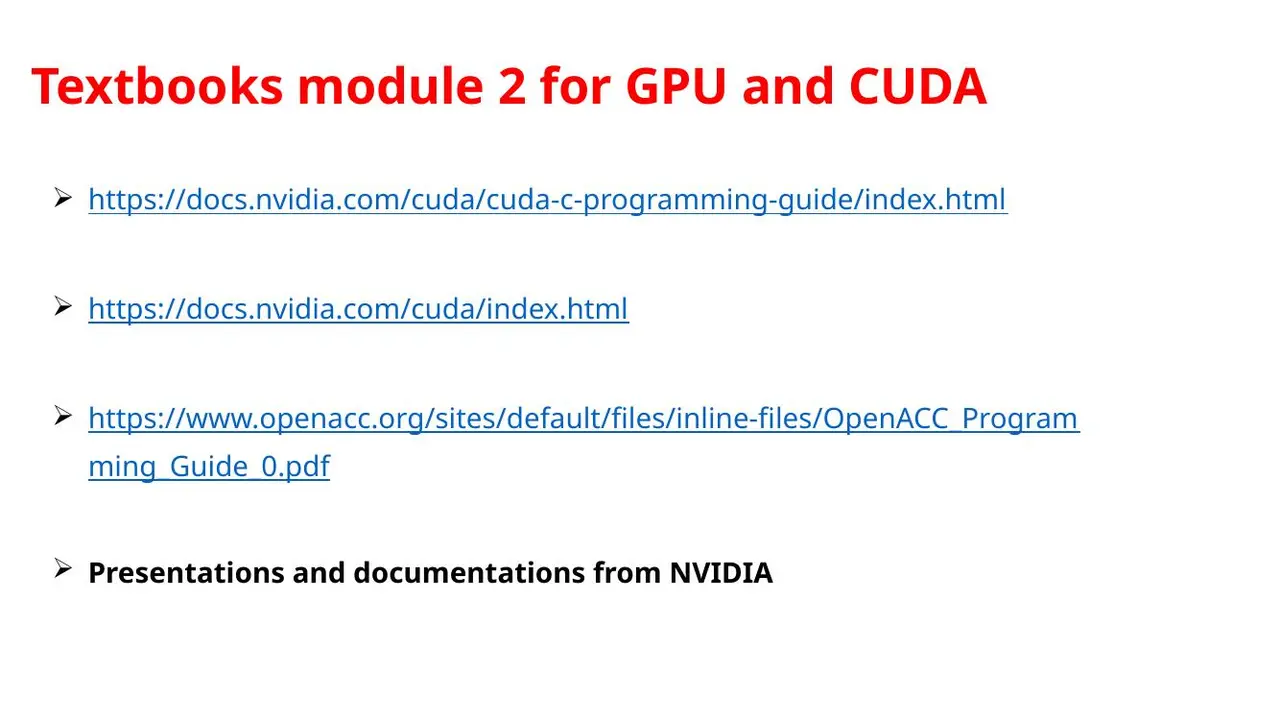 Textbooks module 2 for GPU and CUDA
➢ https://docs.nvidia.com/cuda/cuda-c-programming-guide/index.html
➢ https://docs.nvidia.com/cuda/index.html
➢ https://www.openacc.org/sites/default/files/inline-files/OpenACC_Program
ming_Guide_0.pdf
➢ Presentations and documentations from NVIDIA